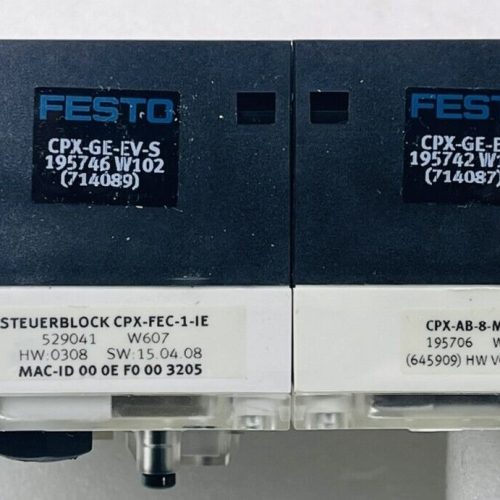 FESTO
CPX-GE-EV-S
195746 W102
(714089)
STEUERBLOCK CPX-FEC-1-IE
529041 W607
HW:0308 SW:15.04.08
MAC-ID 00 0E F0 00 3205
FESTO
CPX-GE-E
195742 W
(714087)
CPX-AB-8-M
195706 W
(645909) HW V